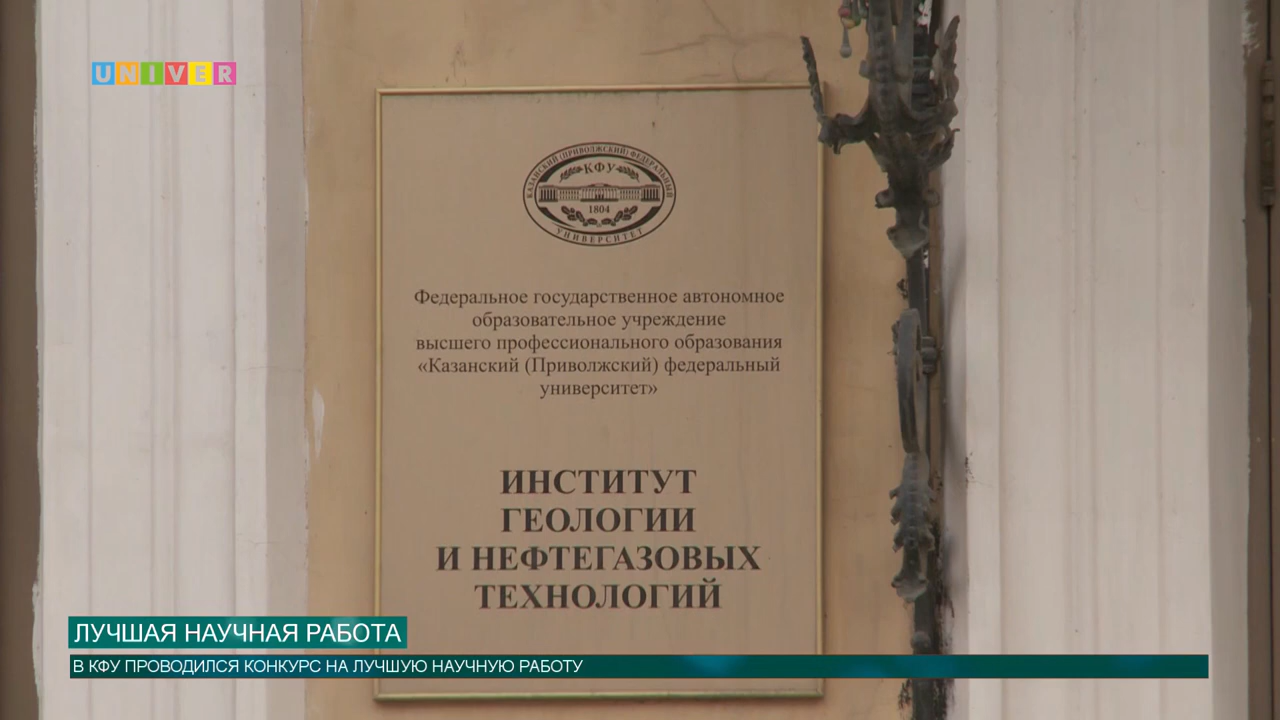 UNIVER
КАЗАНСКИЙ (ПРИВОЛЖСКИЙ) ФЕДЕРАЛЬНЫЙ
КФУ
1804
УНИВЕРСИТЕТ
Федеральное государственное автономное
образовательное учреждение
высшего профессионального образования
«Казанский (Приволжский) федеральный
университет»
ИНСТИТУТ
ГЕОЛОГИИ
И НЕФТЕГАЗОВЫХ
ТЕХНОЛОГИЙ
ЛУЧШАЯ НАУЧНАЯ РАБОТА
В КФУ ПРОВОДИЛСЯ КОНКУРС НА ЛУЧШУЮ НАУЧНУЮ РАБОТУ